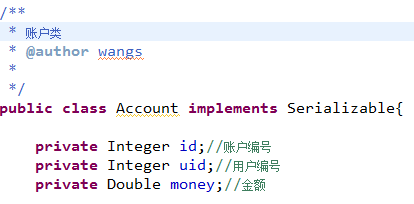 /**
 * 账户类
 * @author wangs
 *
 */
public class Account implements Serializable{
private Integer id;//账户编号
private Integer uid;//用户编号
private Double money;//金额